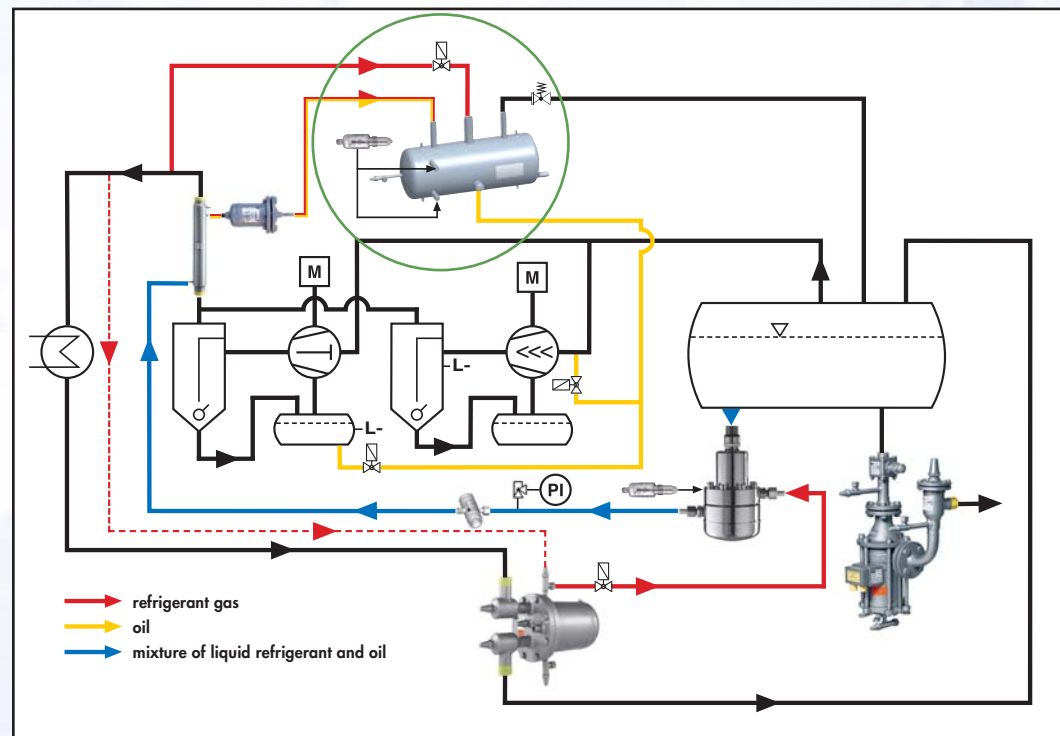 M
M
L-
L-
PI
refrigerant gas
oil
mixture of liquid refrigerant and oil